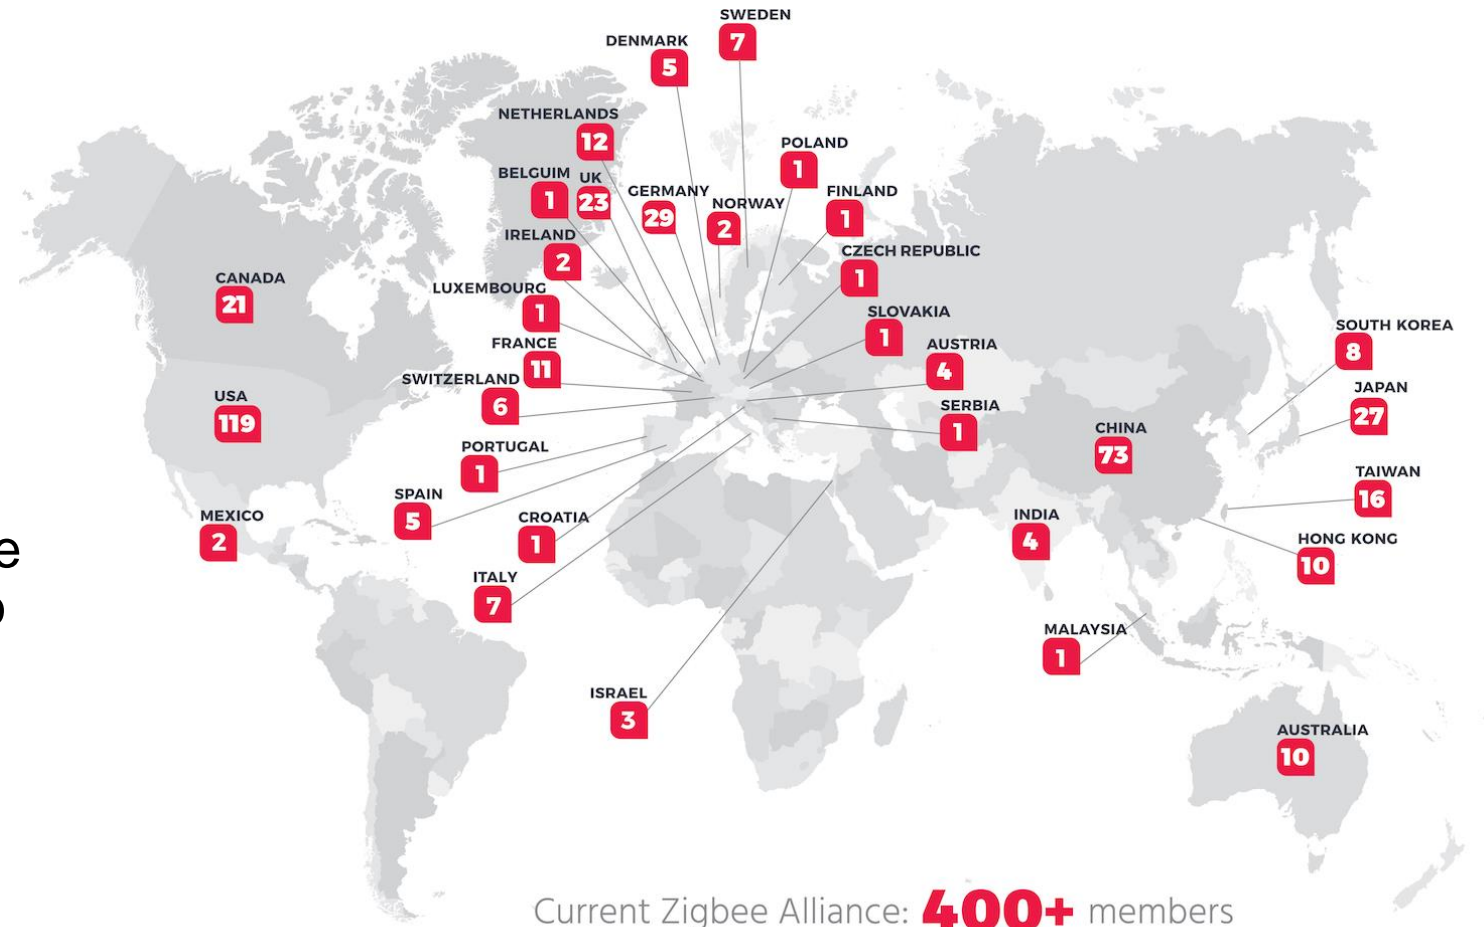 SWEDEN
7
DENMARK
5
NETHERLANDS
12
POLAND
1
BELGUIM
1
UK
23
GERMANY
29
NORWAY
2
FINLAND
1
IRELAND
2
CZECH REPUBLIC
1
CANADA
21
LUXEMBOURG
1
SLOVAKIA
1
SOUTH KOREA
8
FRANCE
11
AUSTRIA
4
SWITZERLAND
6
JAPAN
27
USA
119
SERBIA
1
CHINA
73
PORTUGAL
1
TAIWAN
16
SPAIN
5
MEXICO
2
CROATIA
1
INDIA
4
HONG KONG
10
e
ITALY
7
MALAYSIA
1
ISRAEL
3
AUSTRALIA
10
Current Zigbee Alliance: 400+ members